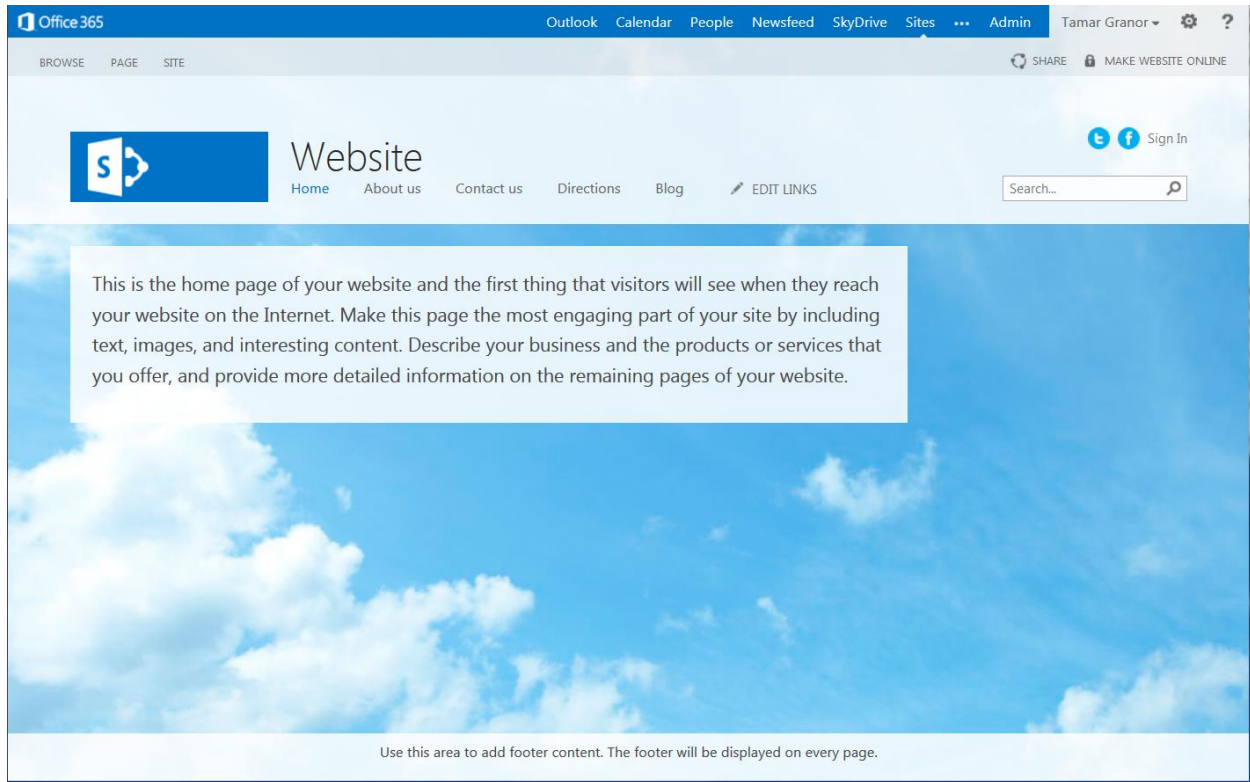 Office 365 Outlook Calendar People Newsfeed SkyDrive Sites ••• Admin Tamar Granor ?
BROWSE PAGE SITE SHARE MAKE WEBSITE ONLINE
S
Website
t f Sign In
Home About us Contact us Directions Blog EDIT LINKS
Search...
This is the home page of your website and the first thing that visitors will see when they reach
your website on the Internet. Make this page the most engaging part of your site by including
text, images, and interesting content. Describe your business and the products or services that
you offer, and provide more detailed information on the remaining pages of your website.
Use this area to add footer content. The footer will be displayed on every page.